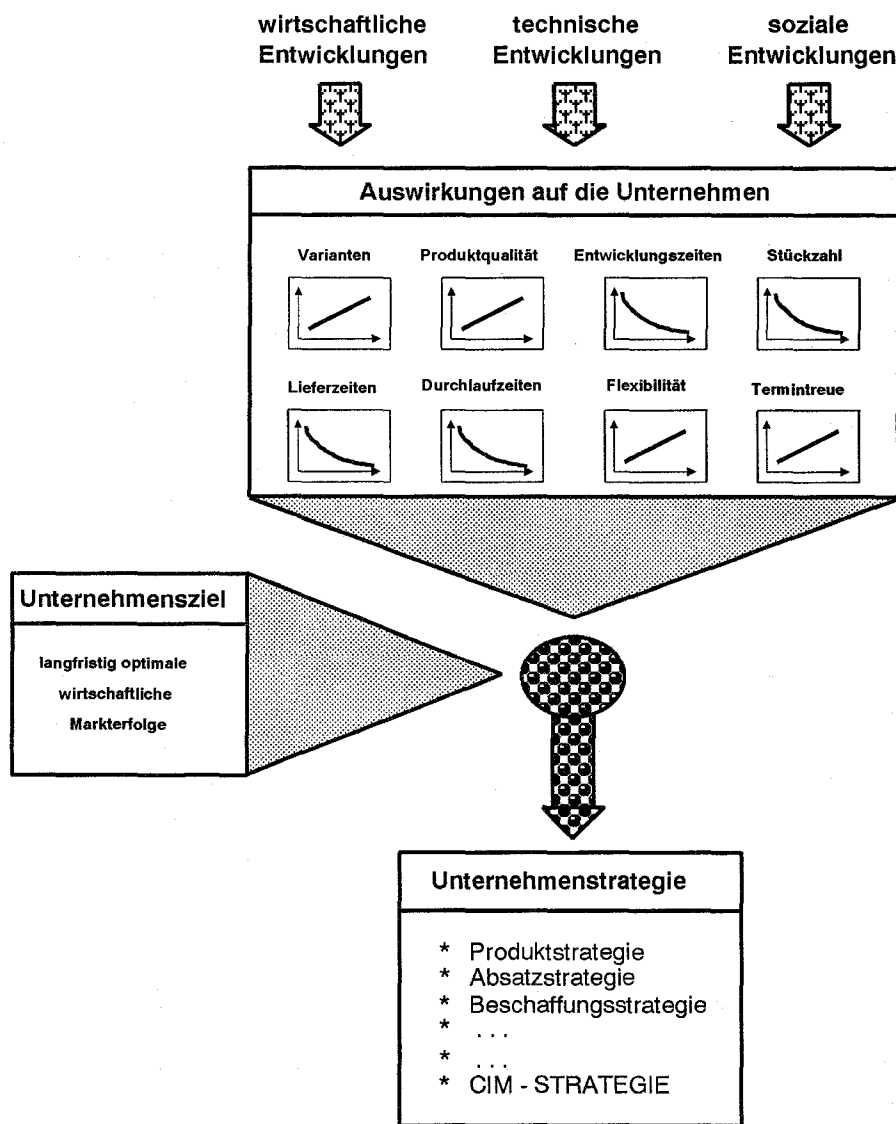 wirtschaftliche
Entwicklungen
technische
Entwicklungen
soziale
Entwicklungen
Auswirkungen auf die Unternehmen
Varianten
Produktqualität
Entwicklungszeiten
Stückzahl
Lieferzeiten
Durchlaufzeiten
Flexibilität
Termintreue
Unternehmensziel
langfristig optimale
wirtschaftliche
Markterfolge
Unternehmenstrategie
* Produktstrategie
* Absatzstrategie
* Beschaffungsstrategie
* . . .
* . . .
* CIM - STRATEGIE